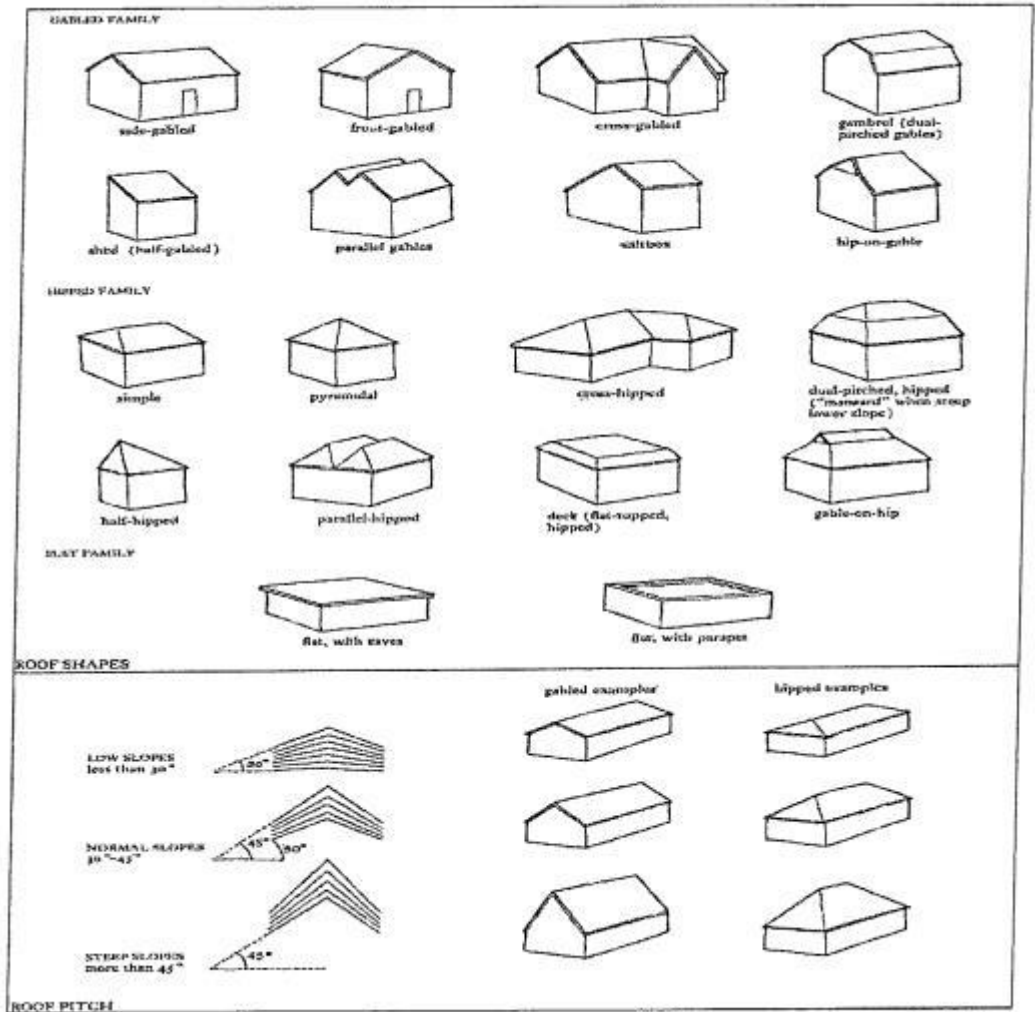 GABLED FAMILY
side-gabled
front-gabled
cross-gabled
gambrel (dual-
pitched gables)
shed (half-gabled)
parallel gables
saltbox
hip-on-gable
HIPPED FAMILY
simple
pyramidal
cross-hipped
dual-pitched, hipped
("mansard" when steep
lower slope)
half-hipped
parallel-hipped
deck (flat-topped,
hipped)
gable-on-hip
FLAT FAMILY
flat, with eaves
flat, with parapet
ROOF SHAPES
gabled examples
hipped examples
LOW SLOPES
less than 30°
30°
NORMAL SLOPES
30°-45°
45°
30°
STEEP SLOPES
more than 45°
45°
ROOF PITCH